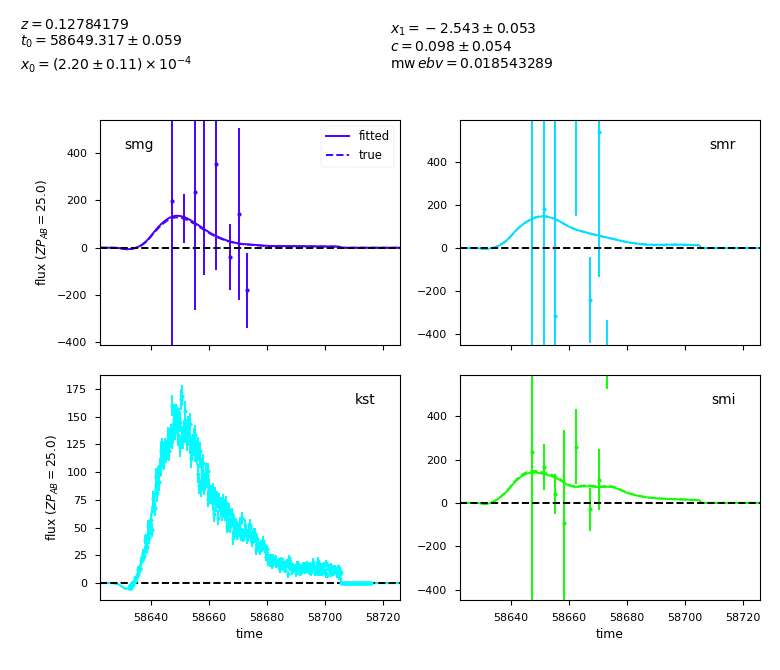 z = 0.12784179
t₀ = 58649.317 ± 0.059
x₀ = (2.20 ± 0.11) × 10⁻⁴
x₁ = −2.543 ± 0.053
c = 0.098 ± 0.054
mw ebv = 0.018543289
smg
fitted
true
400
200
0
−200
−400
flux (ZP_AB = 25.0)
smr
400
200
0
−200
−400
kst
175
150
125
100
75
50
25
0
flux (ZP_AB = 25.0)
58640 58660 58680 58700 58720
time
smi
400
200
0
−200
−400
58640 58660 58680 58700 58720
time